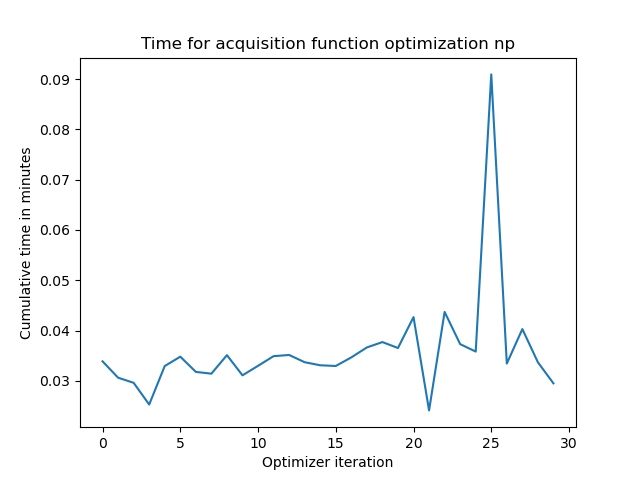 Time for acquisition function optimization np
0.09
0.08
0.07
0.06
0.05
0.04
0.03
Cumulative time in minutes
0 5 10 15 20 25 30
Optimizer iteration